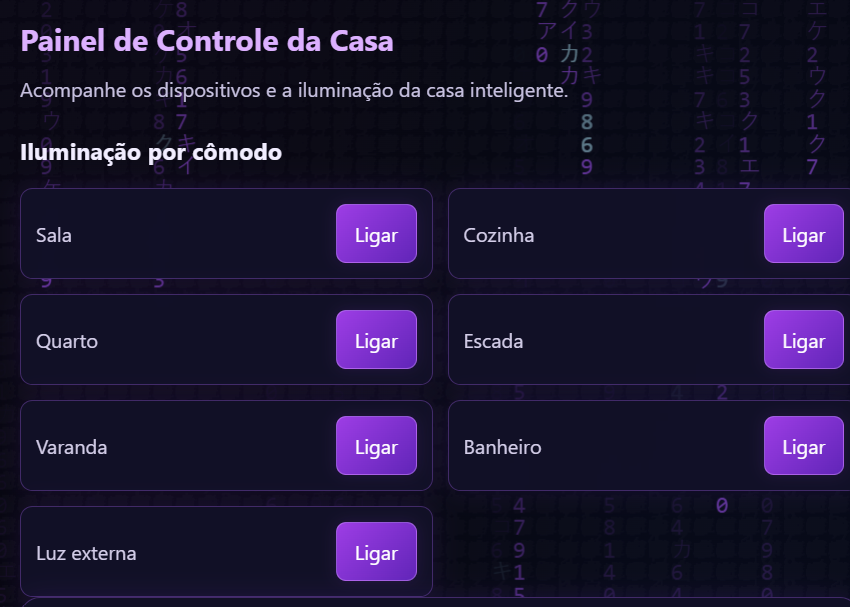 Painel de Controle da Casa
Acompanhe os dispositivos e a iluminação da casa inteligente.
Iluminação por cômodo
Sala Ligar Cozinha Ligar
Quarto Ligar Escada Ligar
Varanda Ligar Banheiro Ligar
Luz externa Ligar